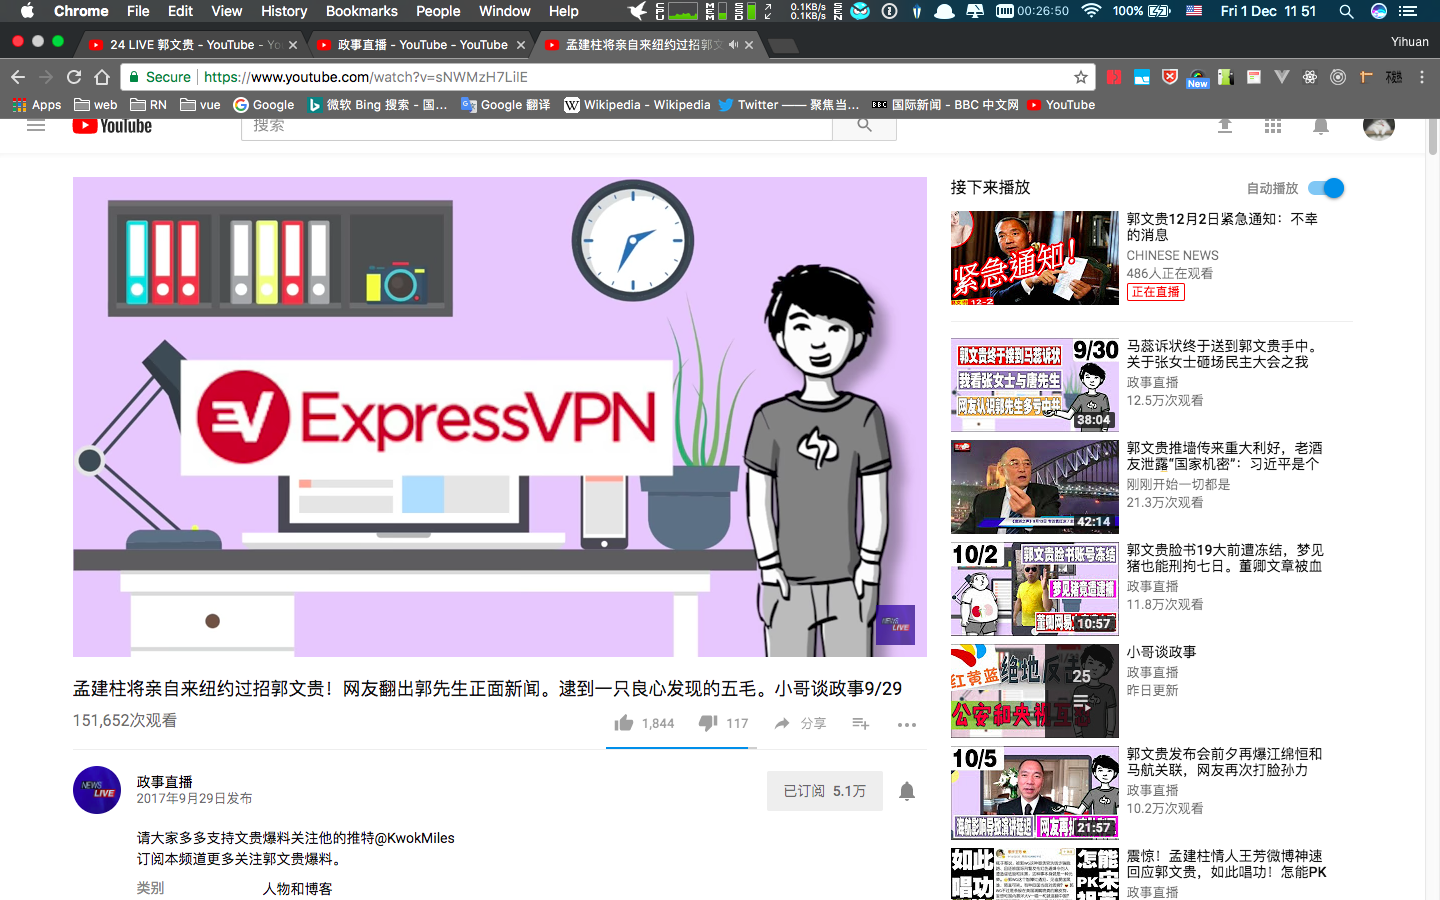 Chrome File Edit View History Bookmarks People Window Help
0.1KB/s
0.1KB/s
00:26:50 100% Fri 1 Dec 11 51
24 LIVE 郭文贵 - YouTube - Yo
政事直播 - YouTube - YouTube
孟建柱将亲自来纽约过招郭文
Yihuan
Secure https://www.youtube.com/watch?v=sNWMzH7LilE
New
Apps web RN vue Google 微软 Bing 搜索 - 国... Google 翻译 Wikipedia - Wikipedia Twitter —— 聚焦当... BBC 国际新闻 - BBC 中文网 YouTube
YouTube
搜索
ExpressVPN
NEWS LIVE
孟建柱将亲自来纽约过招郭文贵！网友翻出郭先生正面新闻。逮到一只良心发现的五毛。小哥谈政事9/29
151,652次观看
1,844 117 分享
NEWS LIVE
政事直播
2017年9月29日发布
已订阅 5.1万
请大家多多支持文贵爆料关注他的推特@KwokMiles
订阅本频道更多关注郭文贵爆料。
类别 人物和博客
接下来播放
自动播放
紧急通知!
12-2
郭文贵12月2日紧急通知：不幸
的消息
CHINESE NEWS
486人正在观看
正在直播
郭文贵终于推到马蕊诉状
9/30
我看张女士与唐先生
网友认识郭先生多亏中共
38:04
马蕊诉状终于送到郭文贵手中。
关于张女士砸场民主大会之我
政事直播
12.5万次观看
42:14
郭文贵推墙传来重大利好，老酒
友泄露“国家机密”：习近平是个
刚刚开始一切都是
21.3万次观看
10/2
郭文贵脸书账号冻结
梦见猪竟遭逮捕
10:57
郭文贵脸书19大前遭冻结，梦见
猪也能刑拘七日。董卿文章被血
政事直播
11.8万次观看
红黄蓝
绝地反
公安和央视互
25
小哥谈政事
政事直播
昨日更新
10/5
21:57
郭文贵发布会前夕再爆江绵恒和
马航关联，网友再次打脸孙力
政事直播
10.2万次观看
如此
唱功
怎能
PK
震惊！孟建柱情人王芳微博神速
回应郭文贵，如此唱功！怎能PK
政事直播